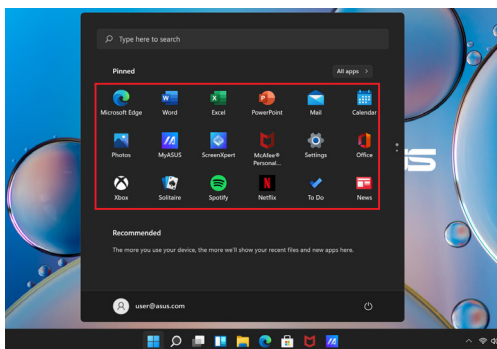 Type here to search
Pinned
All apps >
Microsoft Edge
Word
Excel
PowerPoint
Mail
Calendar
Photos
MyASUS
ScreenXpert
McAfee®
Personal...
Settings
Office
Xbox
Solitaire
Spotify
Netflix
To Do
News
Recommended
The more you use your device, the more we'll show your recent files and new apps here.
user@asus.com